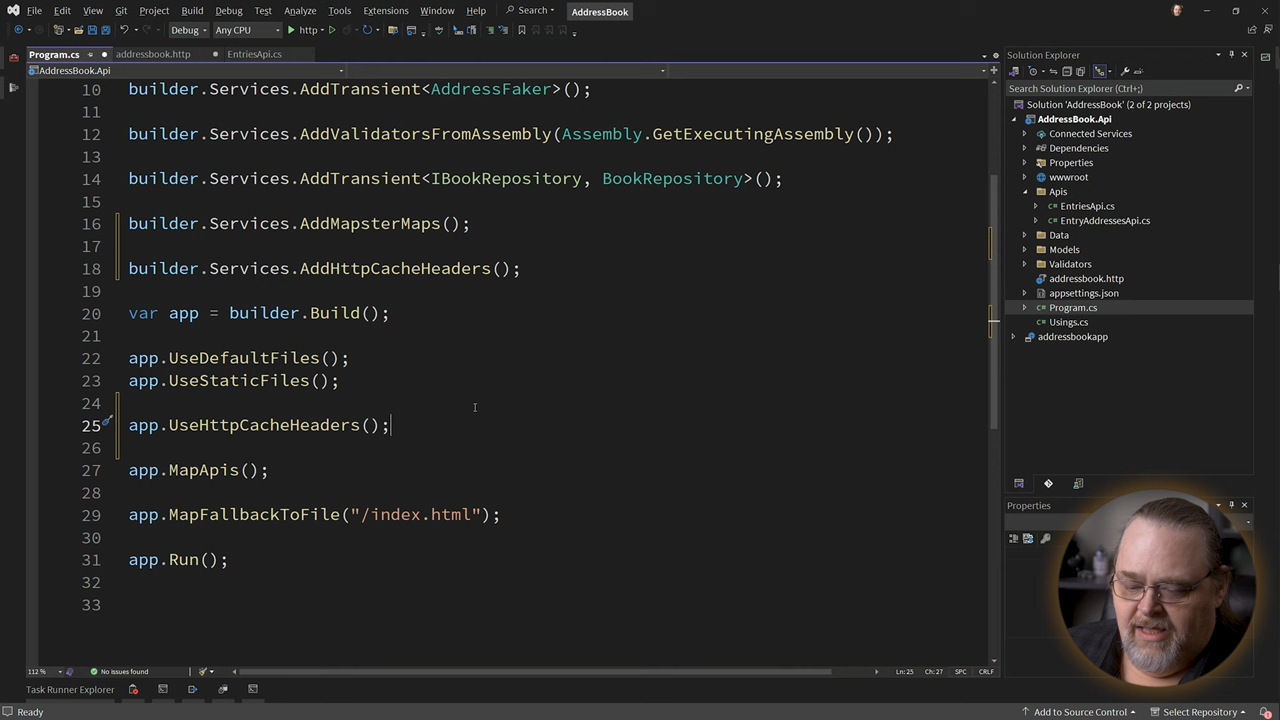 File Edit View Git Project Build Debug Test Analyze Tools Extensions Window Help Search AddressBook
Debug Any CPU http
Program.cs addressbook.http EntriesApi.cs
AddressBook.Api
10 builder.Services.AddTransient<AddressFaker>();
11
12 builder.Services.AddValidatorsFromAssembly(Assembly.GetExecutingAssembly());
13
14 builder.Services.AddTransient<IBookRepository, BookRepository>();
15
16 builder.Services.AddMapsterMaps();
17
18 builder.Services.AddHttpCacheHeaders();
19
20 var app = builder.Build();
21
22 app.UseDefaultFiles();
23 app.UseStaticFiles();
24
25 app.UseHttpCacheHeaders();
26
27 app.MapApis();
28
29 app.MapFallbackToFile("/index.html");
30
31 app.Run();
32
33
112 % No issues found Ln: 25 Ch: 27 SPC CRLF
Task Runner Explorer
Ready
Solution Explorer
Search Solution Explorer (Ctrl+;)
Solution 'AddressBook' (2 of 2 projects)
AddressBook.Api
Connected Services
Dependencies
Properties
wwwroot
Apis
EntriesApi.cs
EntryAddressesApi.cs
Data
Models
Validators
addressbook.http
appsettings.json
Program.cs
Usings.cs
addressbookapp
Properties
Add to Source Control Select Repository